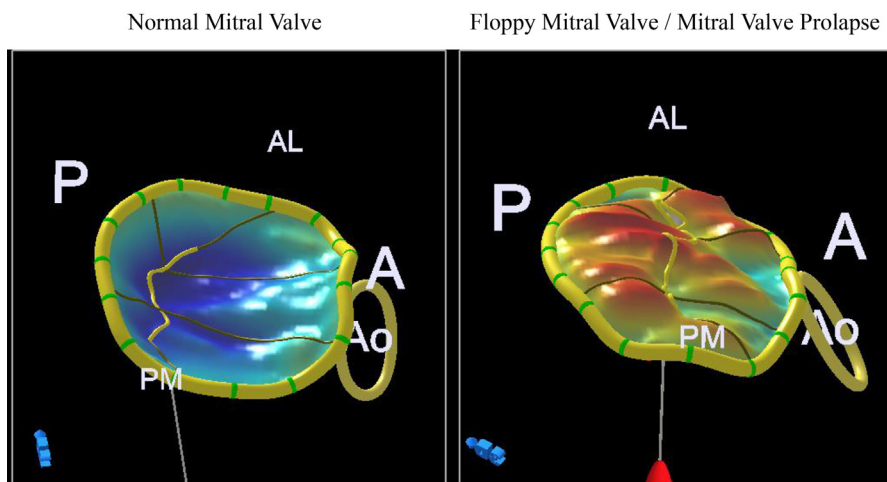 Normal Mitral Valve
Floppy Mitral Valve / Mitral Valve Prolapse
AL
P
A
Ao
PM
AL
P
A
Ao
PM